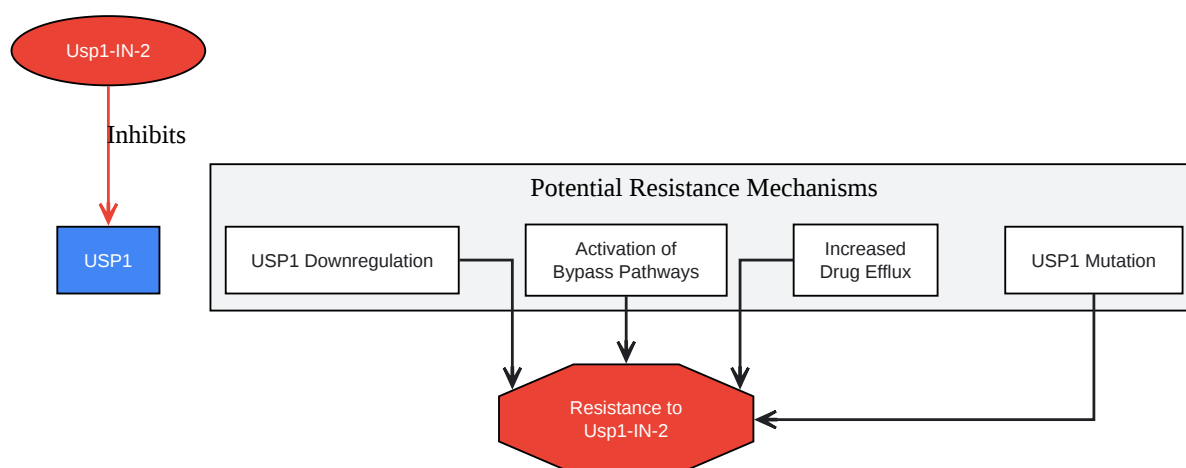 Usp1-IN-2
Inhibits
Potential Resistance Mechanisms
USP1
USP1 Downregulation
Activation of
Bypass Pathways
Increased
Drug Efflux
USP1 Mutation
Resistance to
Usp1-IN-2